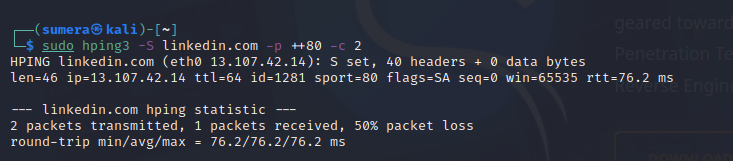 (sumera㉿kali)-[~]
$ sudo hping3 -S linkedin.com -p ++80 -c 2
HPING linkedin.com (eth0 13.107.42.14): S set, 40 headers + 0 data bytes
len=46 ip=13.107.42.14 ttl=64 id=1281 sport=80 flags=SA seq=0 win=65535 rtt=76.2 ms

--- linkedin.com hping statistic ---
2 packets transmitted, 1 packets received, 50% packet loss
round-trip min/avg/max = 76.2/76.2/76.2 ms
geared toward
Penetration Te
Reverse Engin
DOWNLOAD